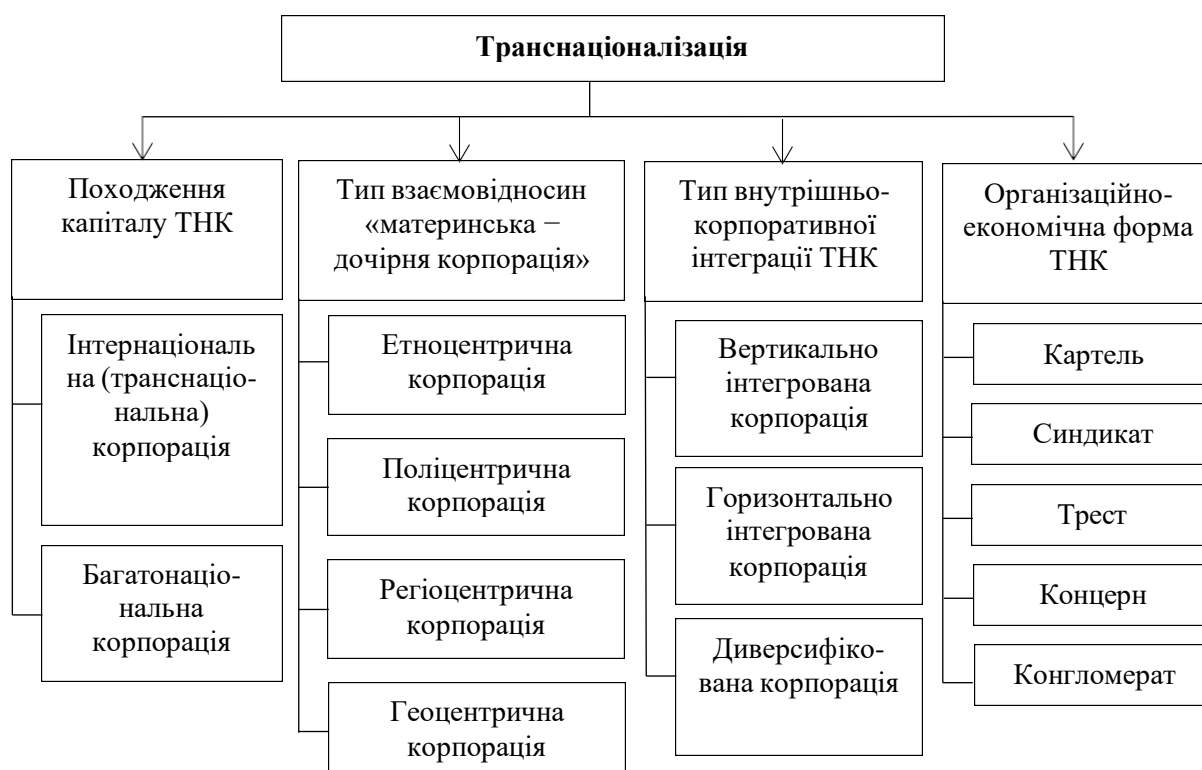 Транснаціоналізація
Походження
капіталу ТНК
Інтернаціональ
на (транснаціо-
нальна)
корпорація
Багатонаціо-
нальна
корпорація
Тип взаємовідносин
«материнська –
дочірня корпорація»
Етноцентрична
корпорація
Поліцентрична
корпорація
Регіоцентрична
корпорація
Геоцентрична
корпорація
Тип внутрішньо-
корпоративної
інтеграції ТНК
Вертикально
інтегрована
корпорація
Горизонтально
інтегрована
корпорація
Диверсифіко-
вана корпорація
Організаційно-
економічна форма
ТНК
Картель
Синдикат
Трест
Концерн
Конгломерат